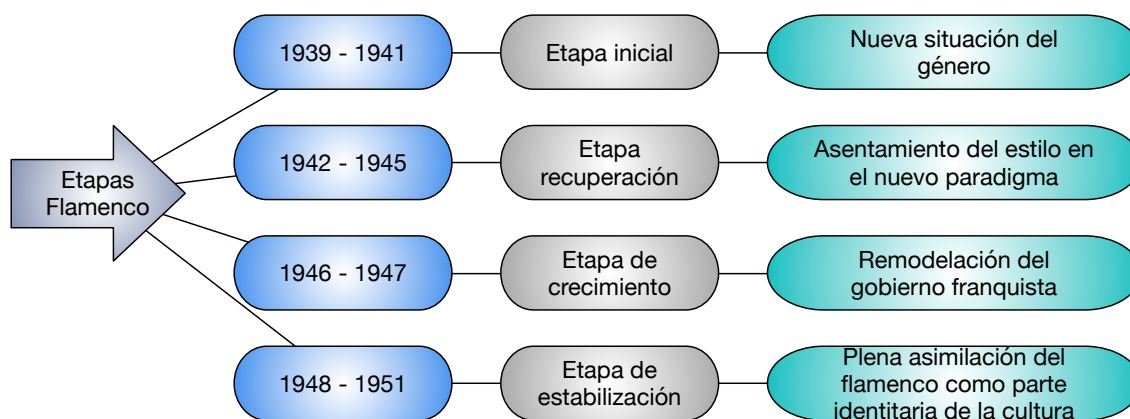 Etapas
Flamenco
1939 - 1941
Etapa inicial
Nueva situación del
género
1942 - 1945
Etapa
recuperación
Asentamiento del estilo en
el nuevo paradigma
1946 - 1947
Etapa de
crecimiento
Remodelación del
gobierno franquista
1948 - 1951
Etapa de
estabilización
Plena asimilación del
flamenco como parte
identitaria de la cultura